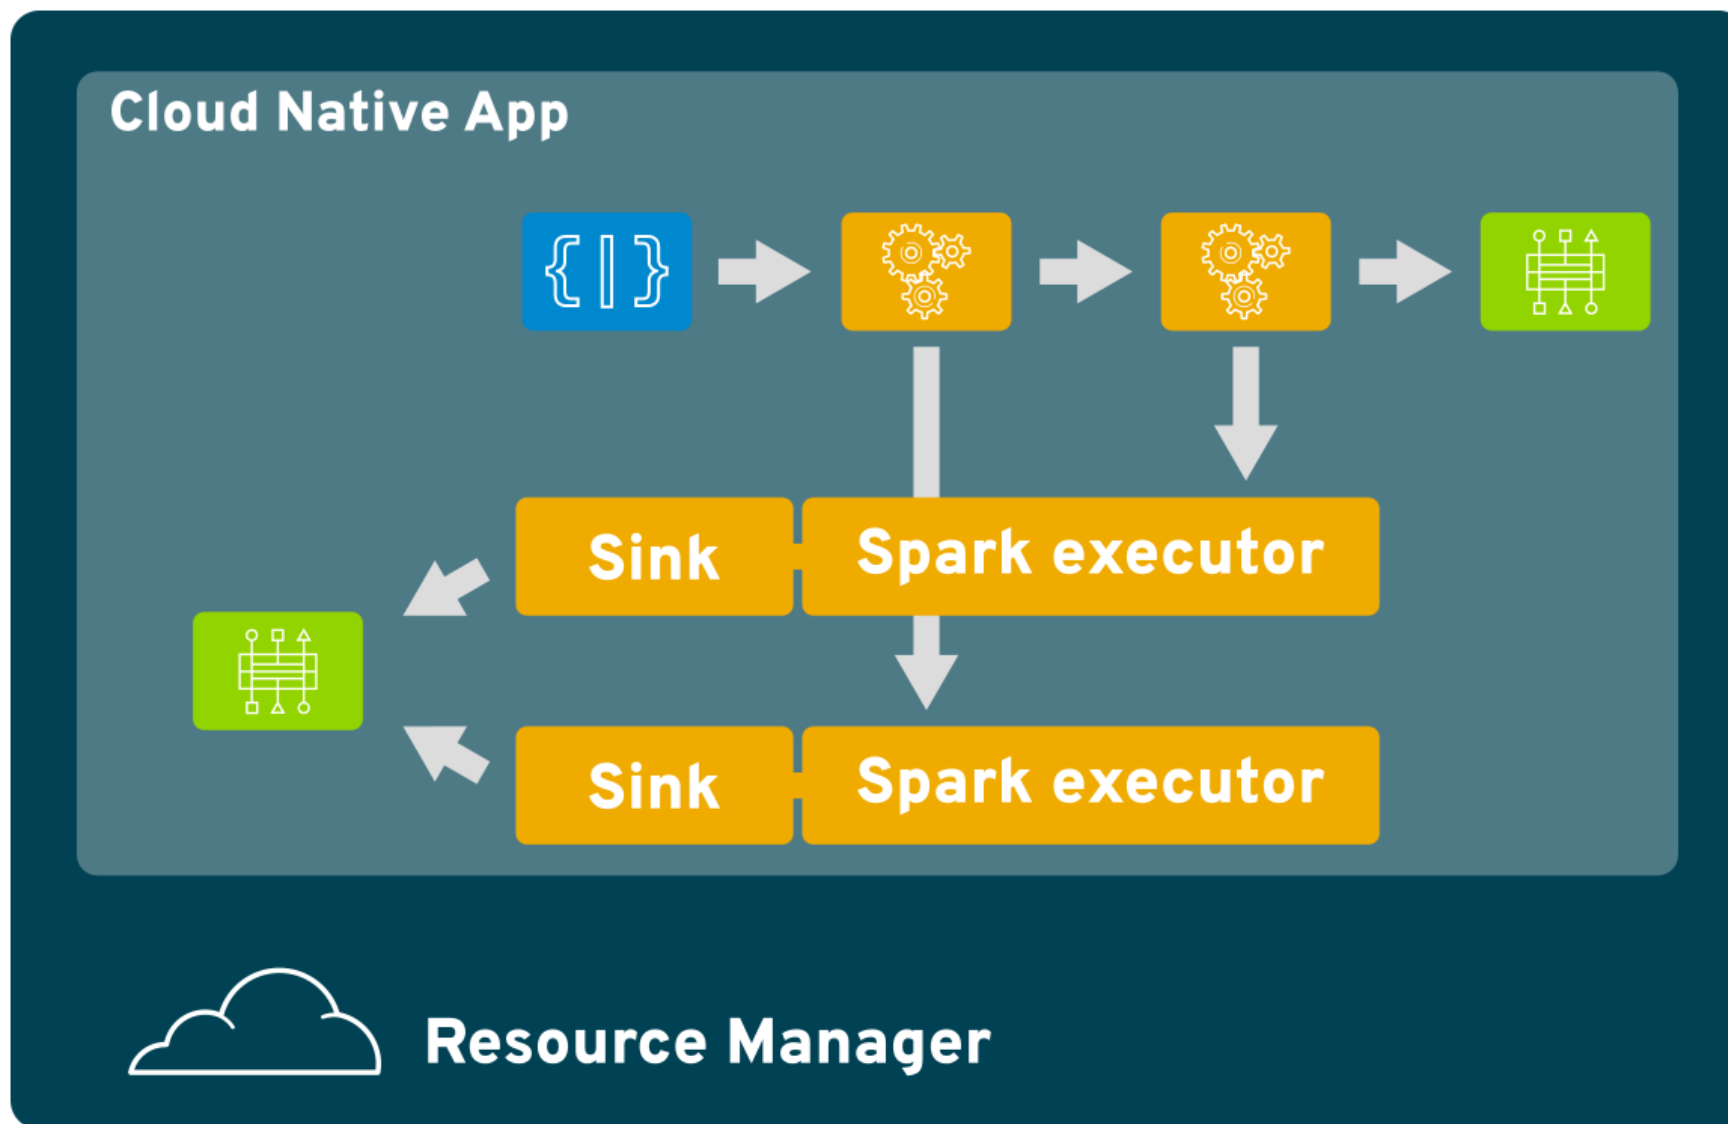 Cloud Native App
{|}
Sink
Spark executor
Sink
Spark executor
Resource Manager